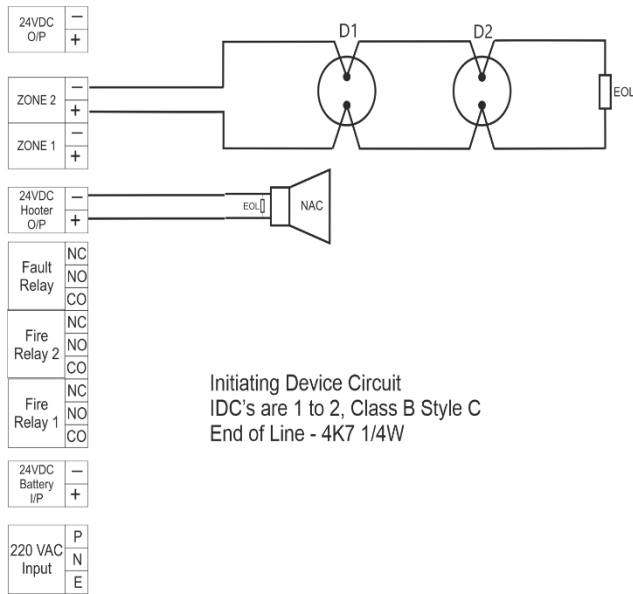 24VDC
O/P
−
+
D1
D2
EOL
ZONE 2
−
+
ZONE 1
−
+
24VDC
Hooter
O/P
−
+
EOL
NAC
Fault
Relay
NC
NO
CO
Fire
Relay 2
NC
NO
CO
Fire
Relay 1
NC
NO
CO
Initiating Device Circuit
IDC's are 1 to 2, Class B Style C
End of Line - 4K7 1/4W
24VDC
Battery
I/P
−
+
220 VAC
Input
P
N
E